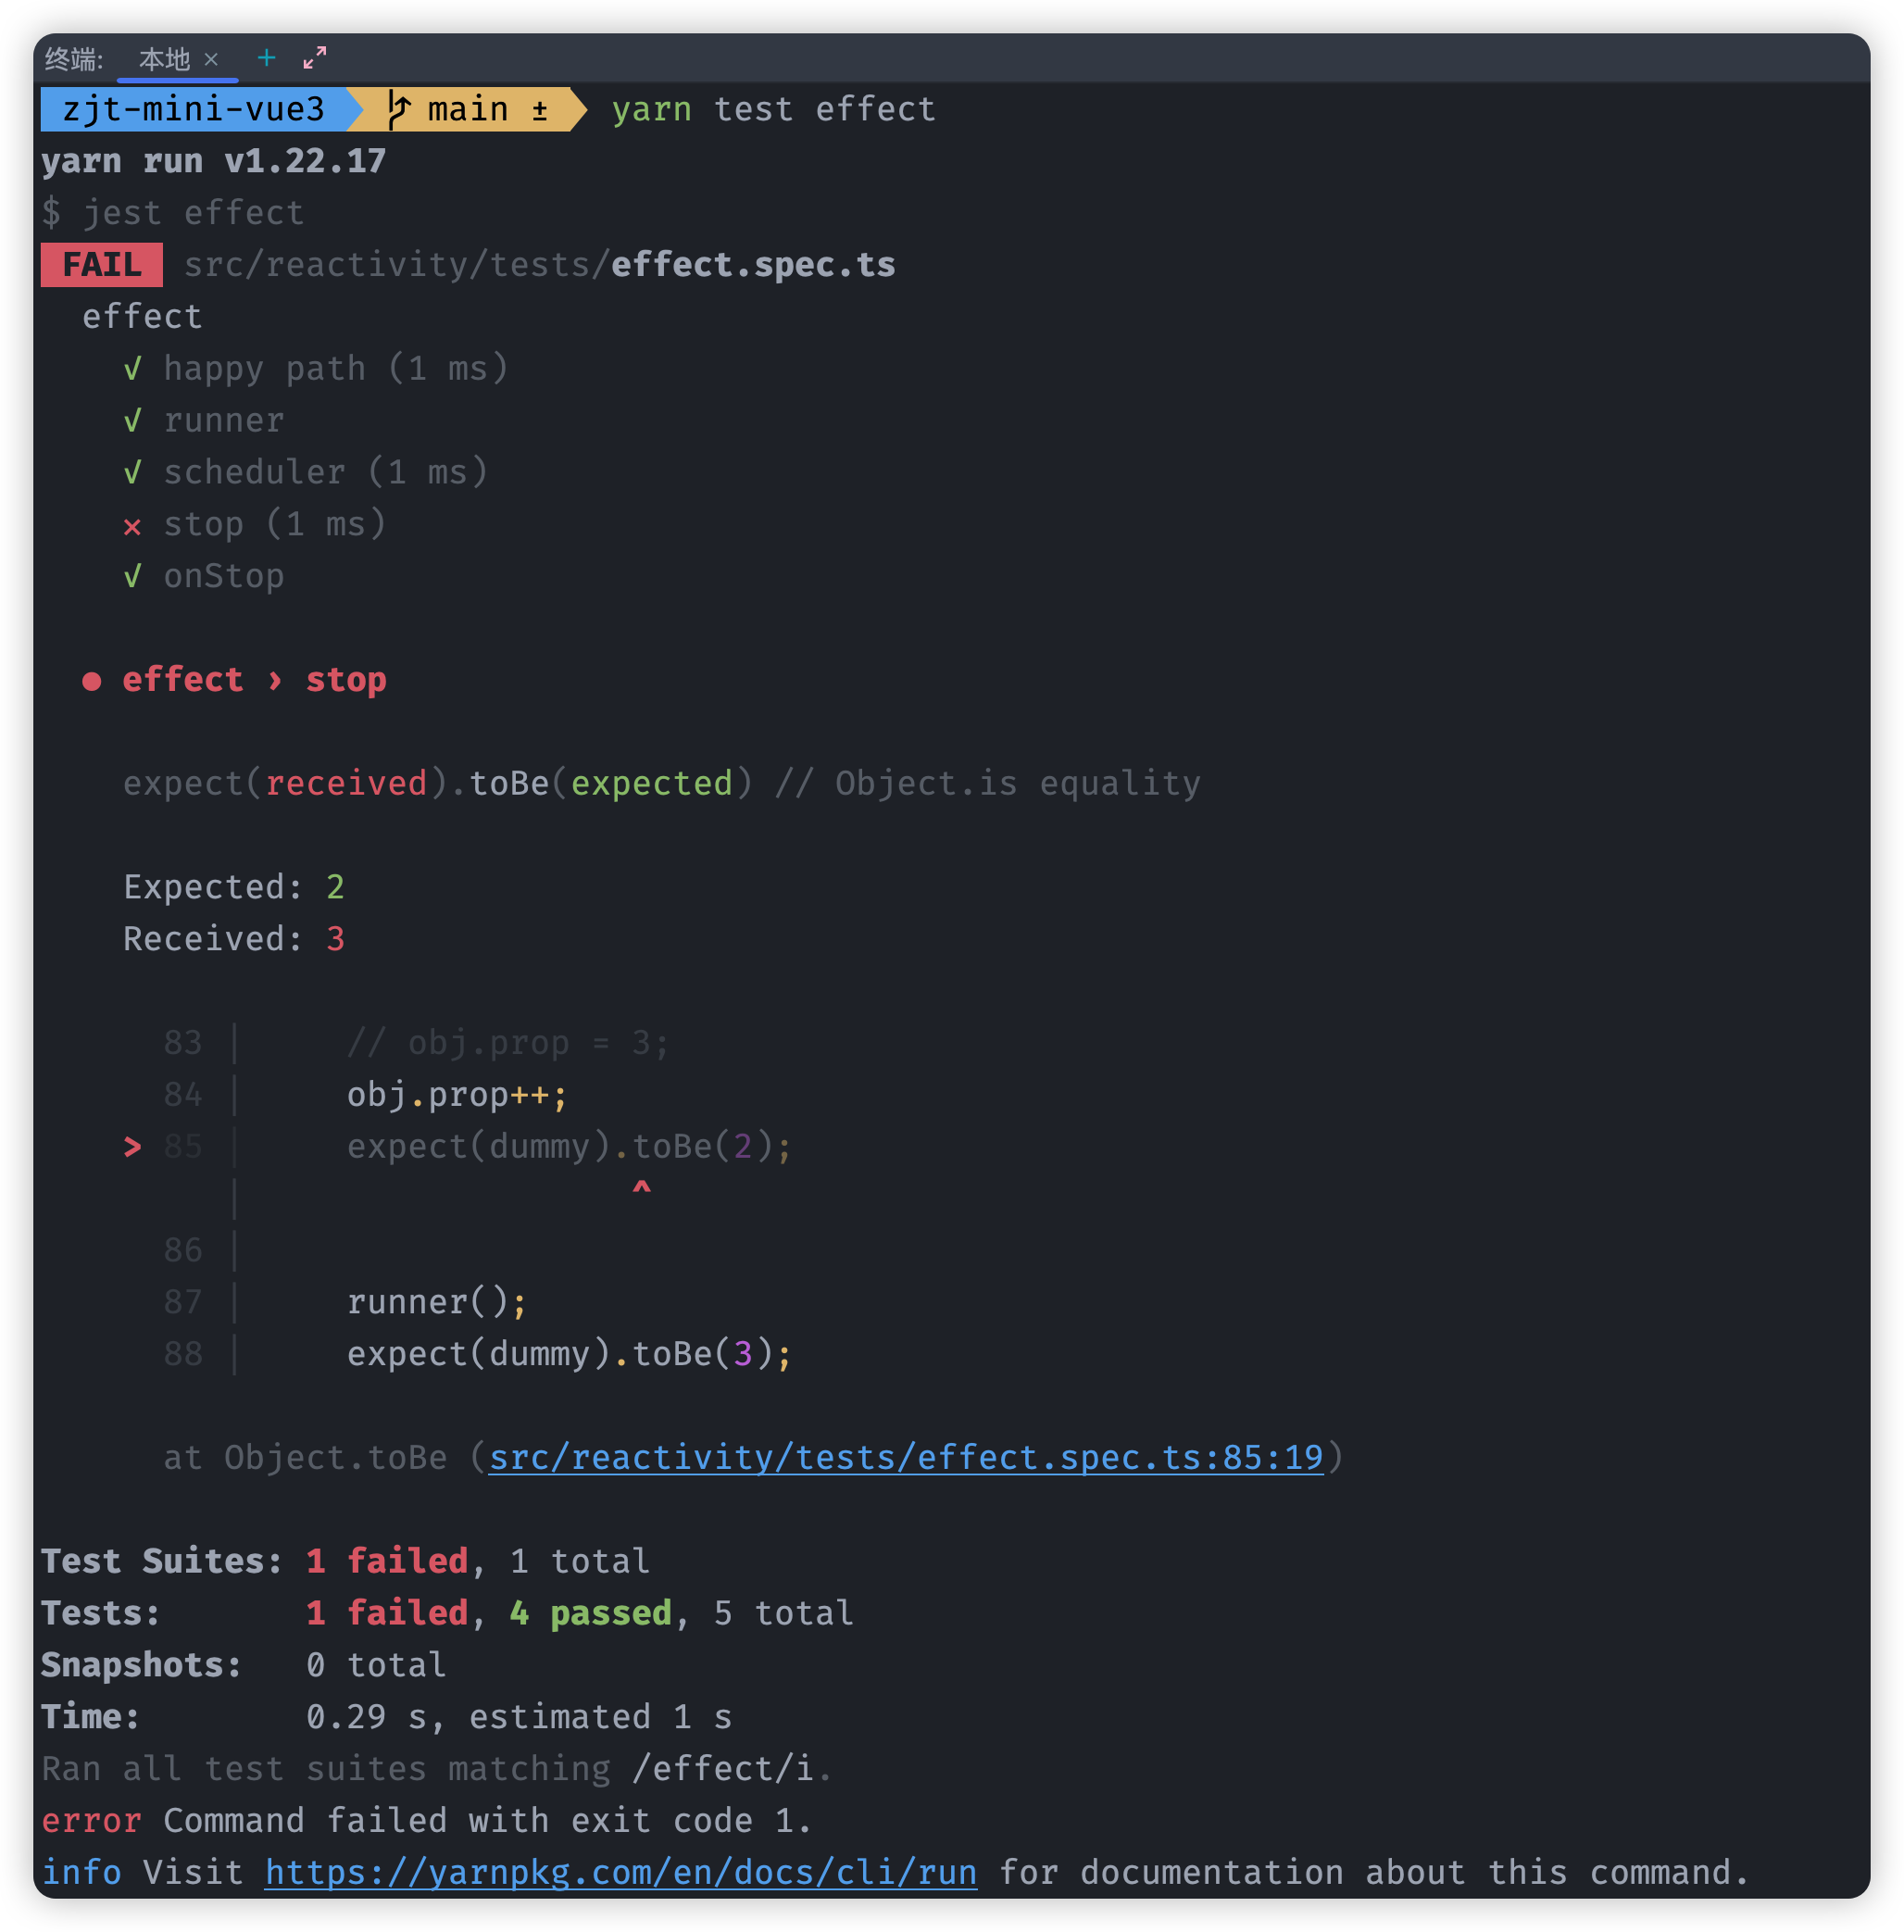 终端: 本地 × +
zjt-mini-vue3 main ± yarn test effect
yarn run v1.22.17
$ jest effect
FAIL src/reactivity/tests/effect.spec.ts
effect
√ happy path (1 ms)
√ runner
√ scheduler (1 ms)
× stop (1 ms)
√ onStop
● effect › stop
expect(received).toBe(expected) // Object.is equality
Expected: 2
Received: 3
83 | // obj.prop = 3;
84 | obj.prop++;
> 85 | expect(dummy).toBe(2);
| ^
86 |
87 | runner();
88 | expect(dummy).toBe(3);
at Object.toBe (src/reactivity/tests/effect.spec.ts:85:19)
Test Suites: 1 failed, 1 total
Tests: 1 failed, 4 passed, 5 total
Snapshots: 0 total
Time: 0.29 s, estimated 1 s
Ran all test suites matching /effect/i.
error Command failed with exit code 1.
info Visit https://yarnpkg.com/en/docs/cli/run for documentation about this command.